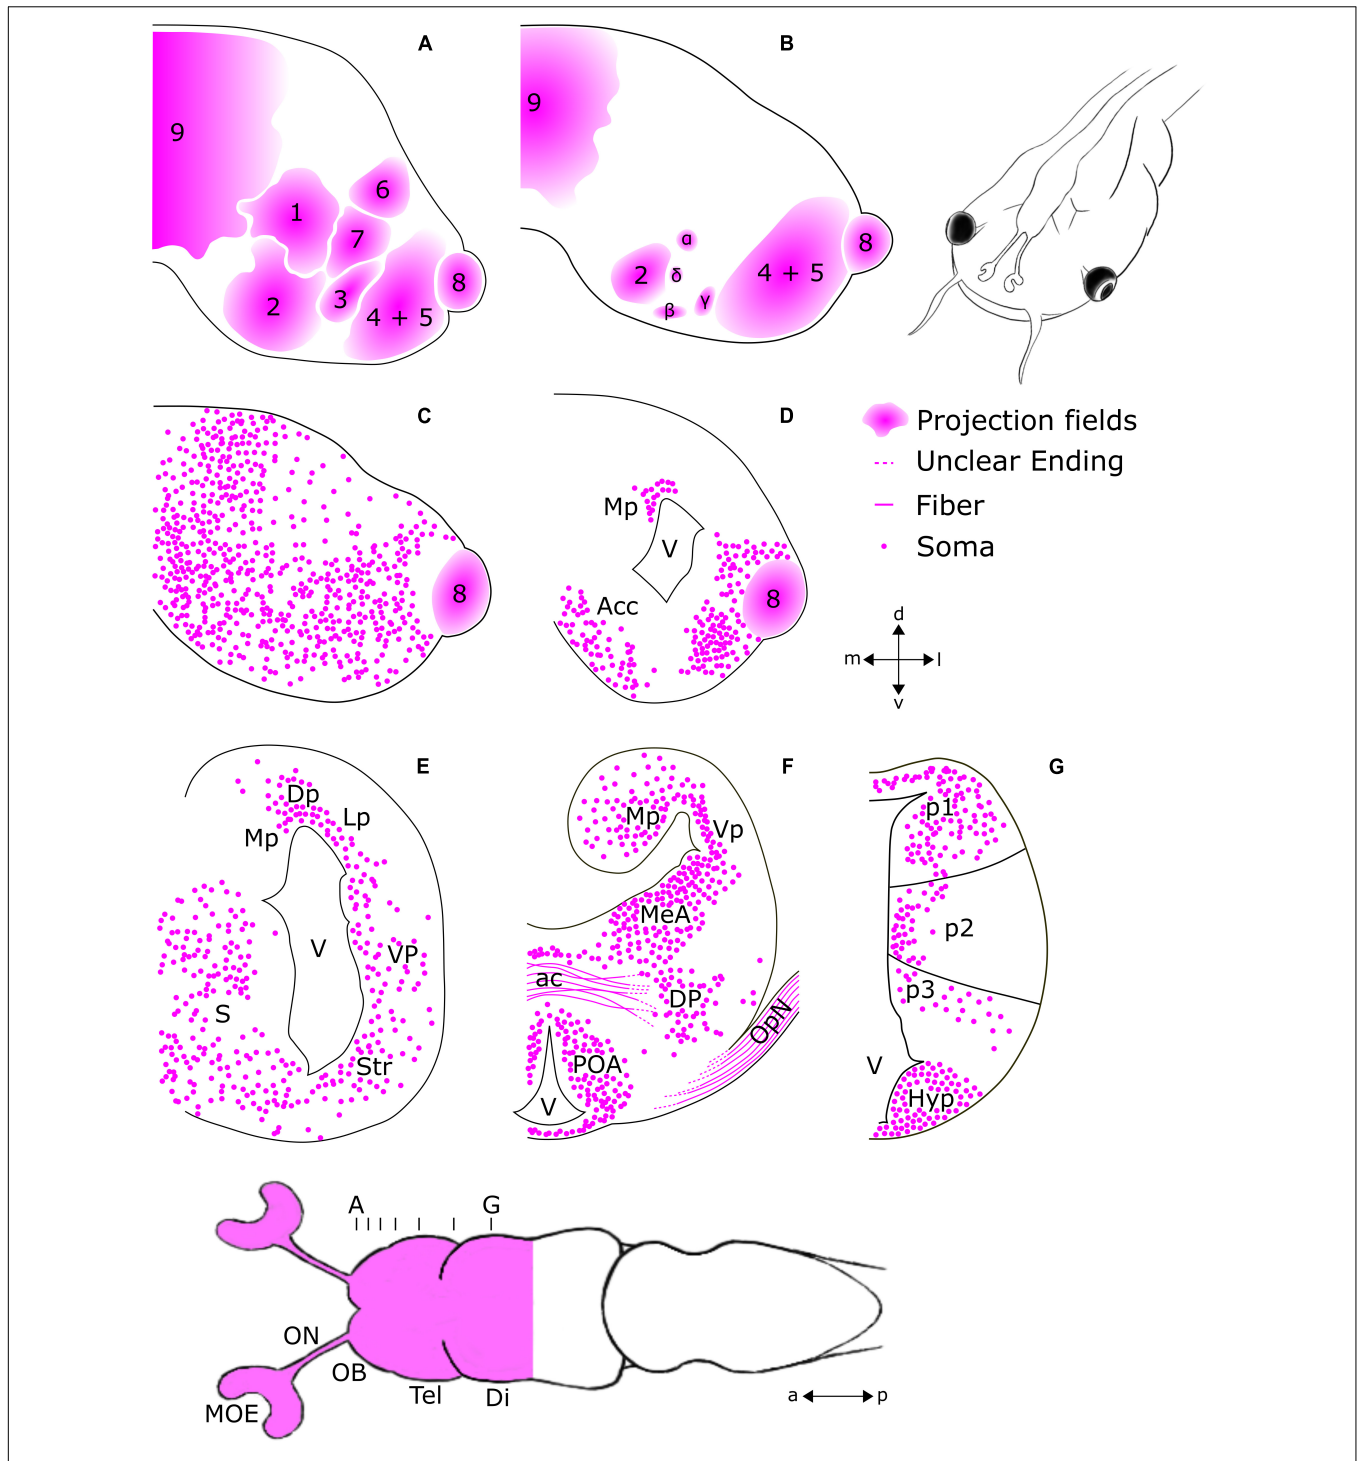 A
9
1
6
7
2
3
4 + 5
8
B
9
α
2
δ
β
γ
4 + 5
8
C
8
D
Mp
V
Acc
8
Projection fields
Unclear Ending
Fiber
Soma
d
m
l
v
E
Dp
Lp
Mp
V
VP
S
Str
F
Mp
Vp
MeA
ac
DP
OpN
POA
V
G
p1
p2
p3
V
Hyp
A
G
ON
OB
MOE
Tel
Di
a
p